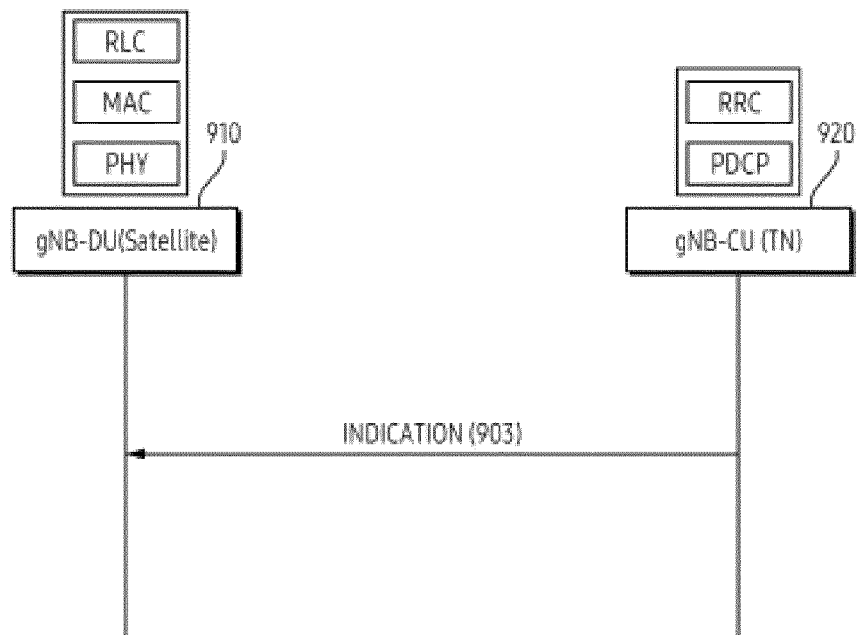 RLC
MAC
PHY
910
gNB-DU(Satellite)
RRC
PDCP
920
gNB-CU (TN)
INDICATION (903)